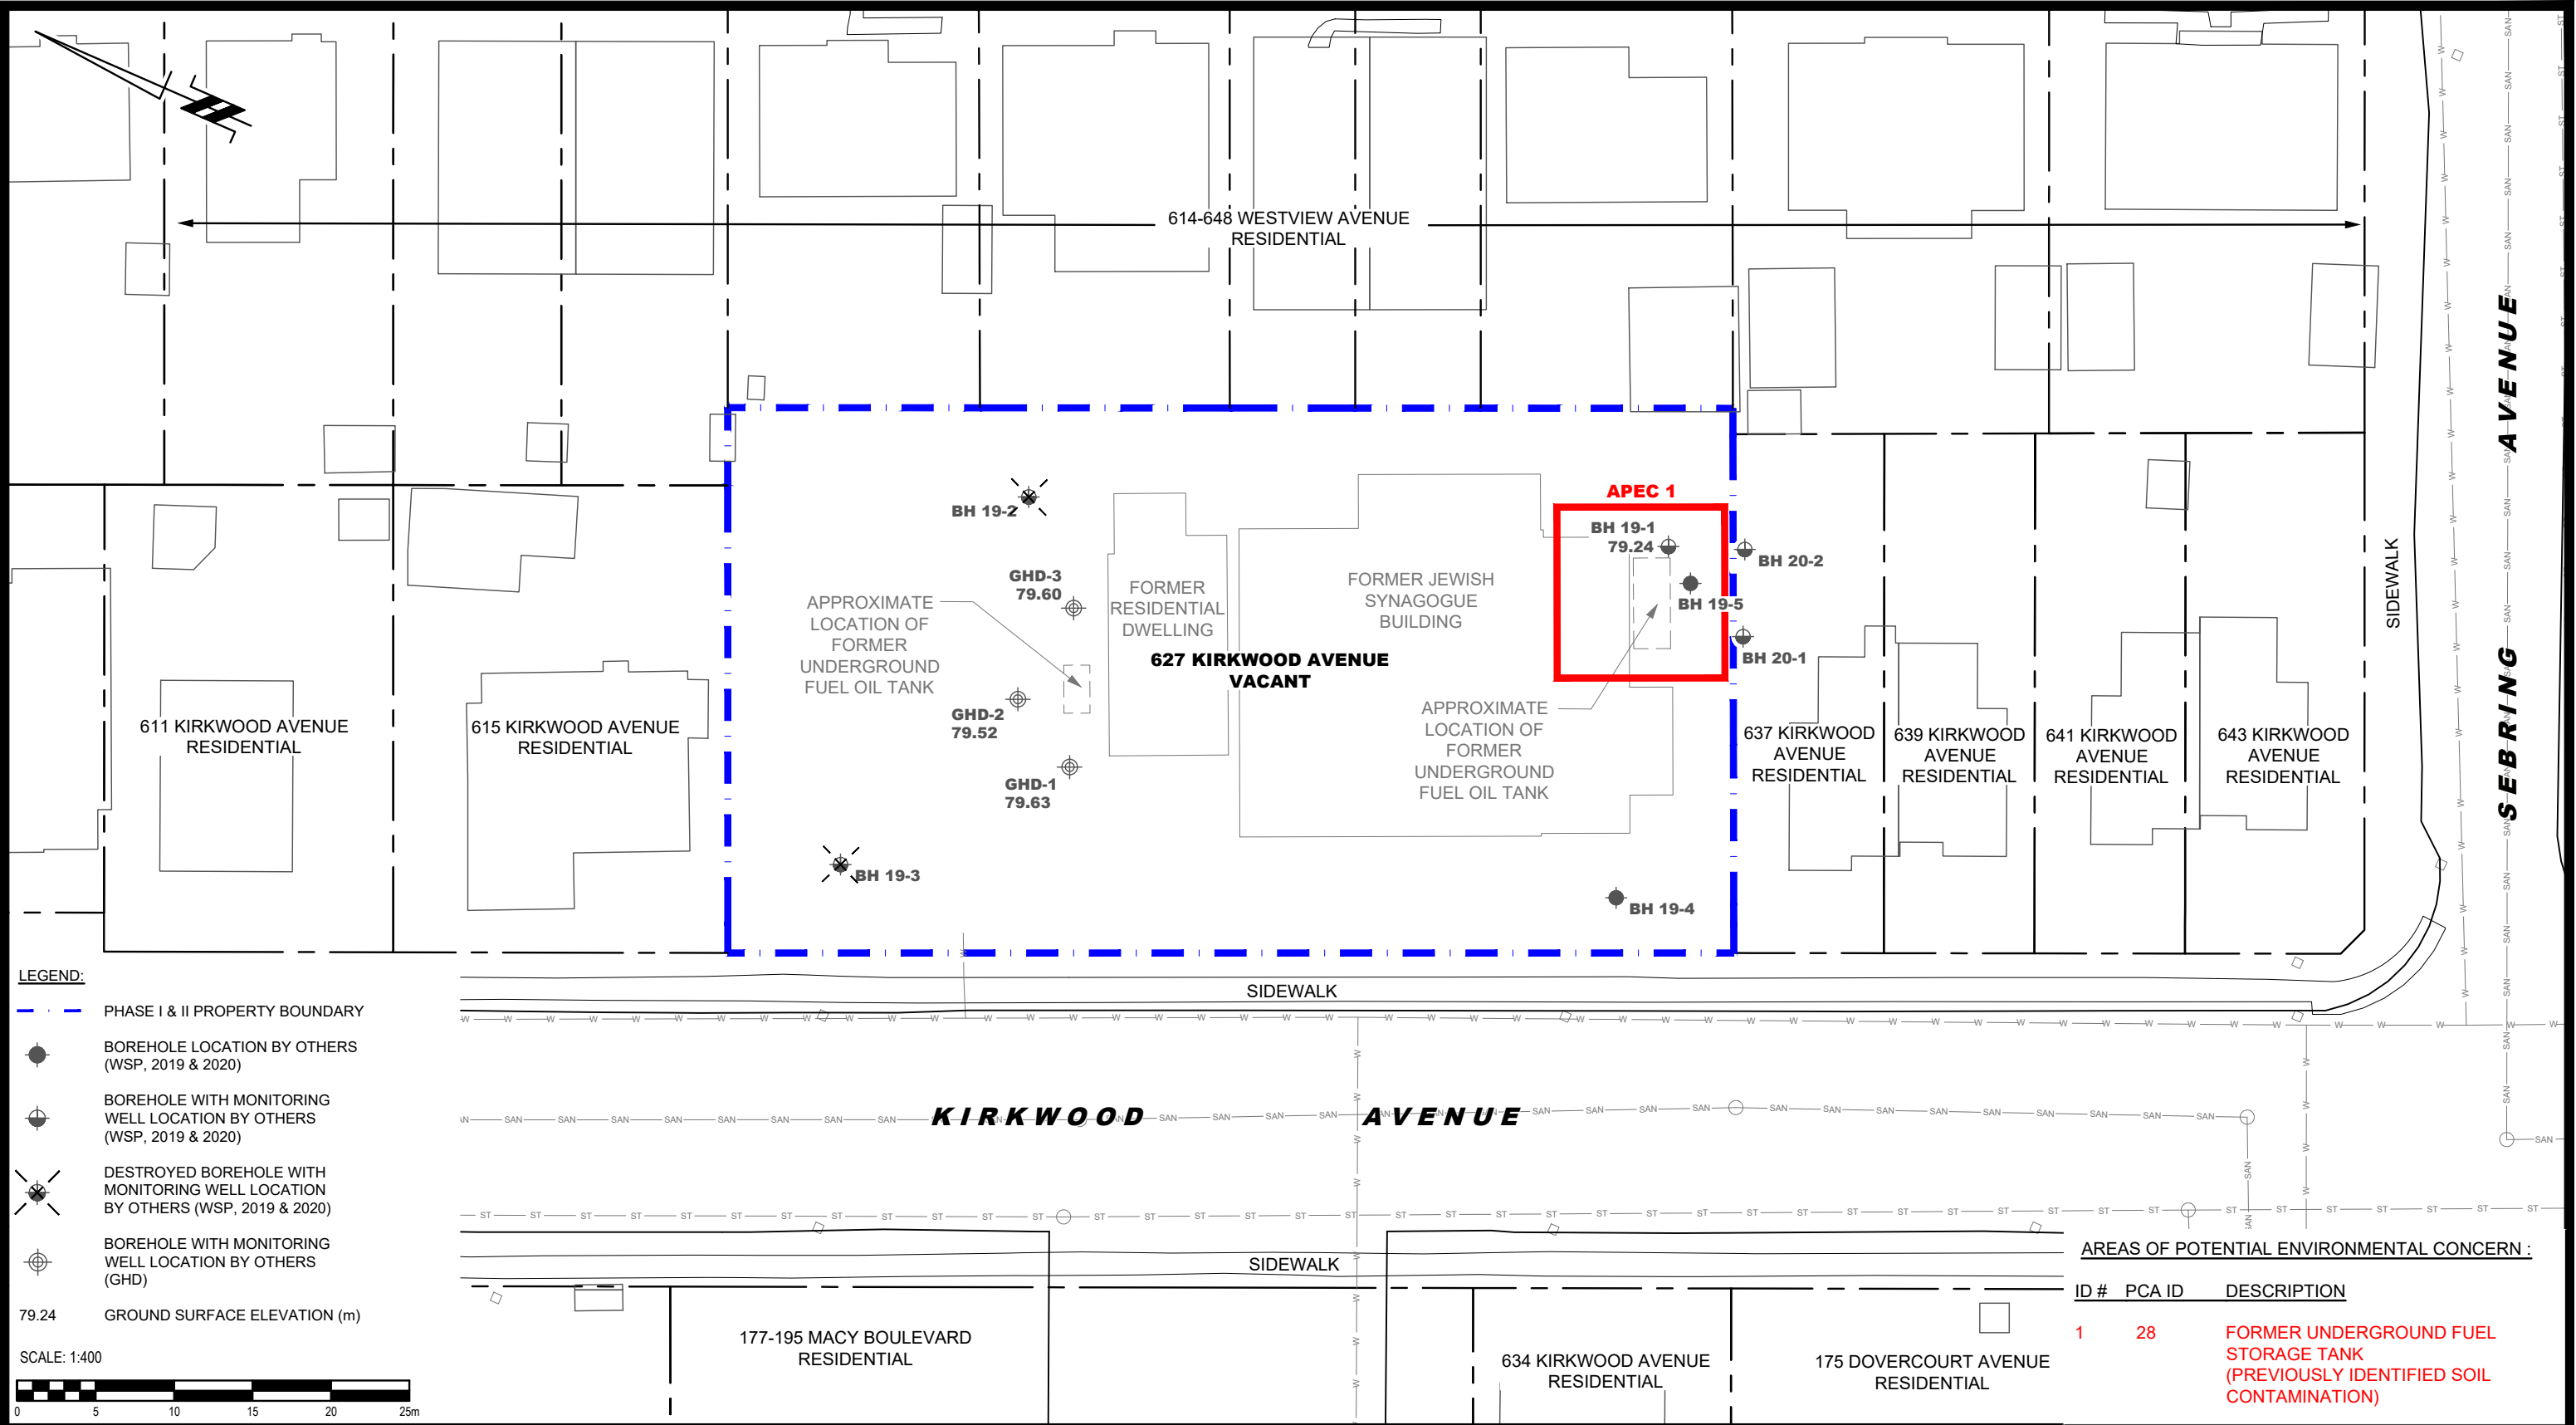 614-648 WESTVIEW AVENUE
RESIDENTIAL
APEC 1
BH 19-1
79.24
BH 19-2
BH 20-2
BH 19-5
BH 20-1
GHD-3
79.60
FORMER
RESIDENTIAL
DWELLING
FORMER JEWISH
SYNAGOGUE
BUILDING
APPROXIMATE
LOCATION OF
FORMER
UNDERGROUND
FUEL OIL TANK
627 KIRKWOOD AVENUE
VACANT
GHD-2
79.52
GHD-1
79.63
APPROXIMATE
LOCATION OF
FORMER
UNDERGROUND
FUEL OIL TANK
611 KIRKWOOD AVENUE
RESIDENTIAL
615 KIRKWOOD AVENUE
RESIDENTIAL
637 KIRKWOOD
AVENUE
RESIDENTIAL
639 KIRKWOOD
AVENUE
RESIDENTIAL
641 KIRKWOOD
AVENUE
RESIDENTIAL
643 KIRKWOOD
AVENUE
RESIDENTIAL
BH 19-3
BH 19-4
SIDEWALK
SEBRING AVENUE
SIDEWALK
KIRKWOOD AVENUE
SIDEWALK
177-195 MACY BOULEVARD
RESIDENTIAL
634 KIRKWOOD AVENUE
RESIDENTIAL
175 DOVERCOURT AVENUE
RESIDENTIAL
LEGEND:
PHASE I & II PROPERTY BOUNDARY
BOREHOLE LOCATION BY OTHERS
(WSP, 2019 & 2020)
BOREHOLE WITH MONITORING
WELL LOCATION BY OTHERS
(WSP, 2019 & 2020)
DESTROYED BOREHOLE WITH
MONITORING WELL LOCATION
BY OTHERS (WSP, 2019 & 2020)
BOREHOLE WITH MONITORING
WELL LOCATION BY OTHERS
(GHD)
79.24 GROUND SURFACE ELEVATION (m)
SCALE: 1:400
0 5 10 15 20 25m
AREAS OF POTENTIAL ENVIRONMENTAL CONCERN :
ID # PCA ID DESCRIPTION
1 28 FORMER UNDERGROUND FUEL
STORAGE TANK
(PREVIOUSLY IDENTIFIED SOIL
CONTAMINATION)